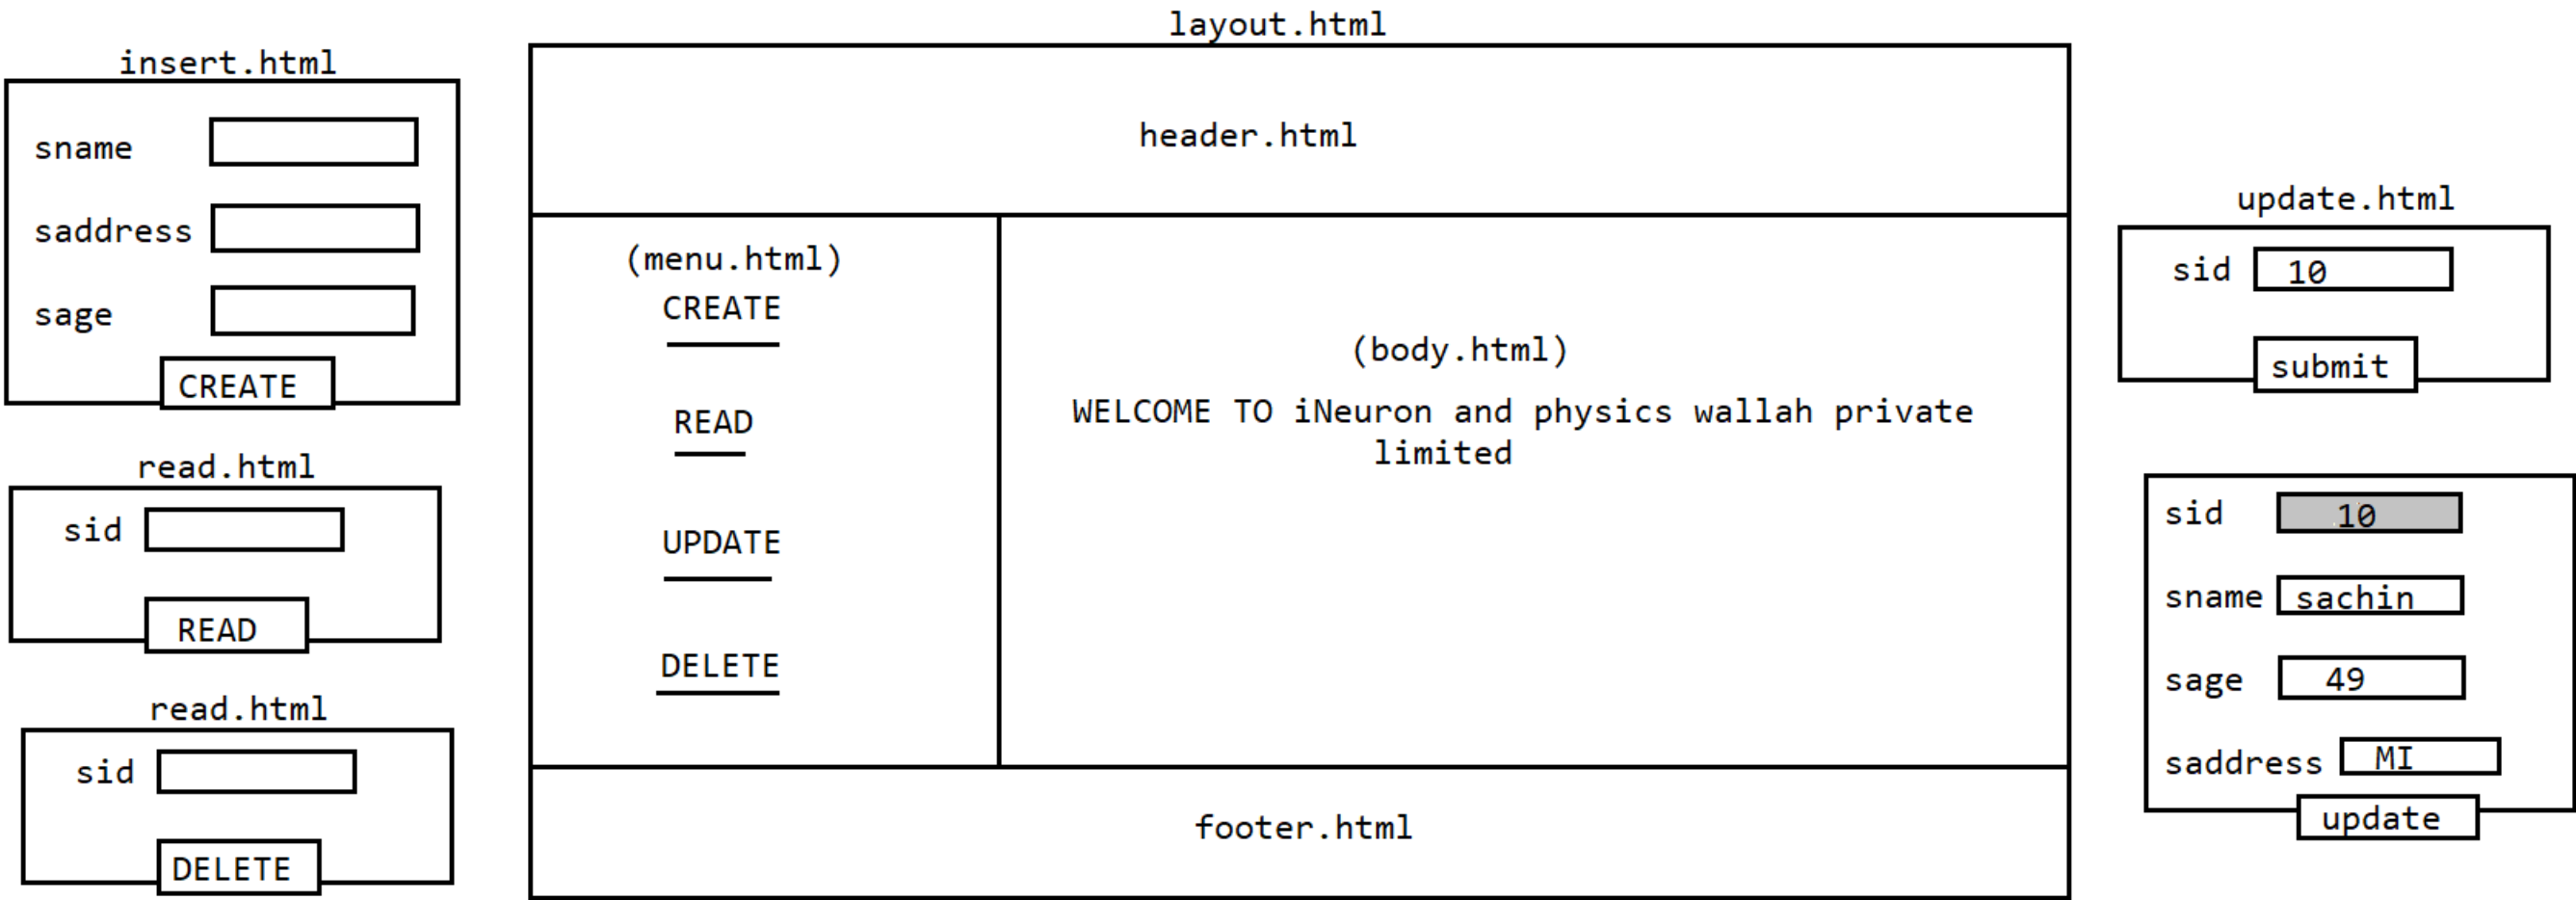 layout.html
insert.html
sname
saddress
sage
CREATE
read.html
sid
READ
read.html
sid
DELETE
header.html
(menu.html)
CREATE
READ
UPDATE
DELETE
(body.html)
WELCOME TO iNeuron and physics wallah private
limited
footer.html
update.html
sid 10
submit
sid 10
sname sachin
sage 49
saddress MI
update